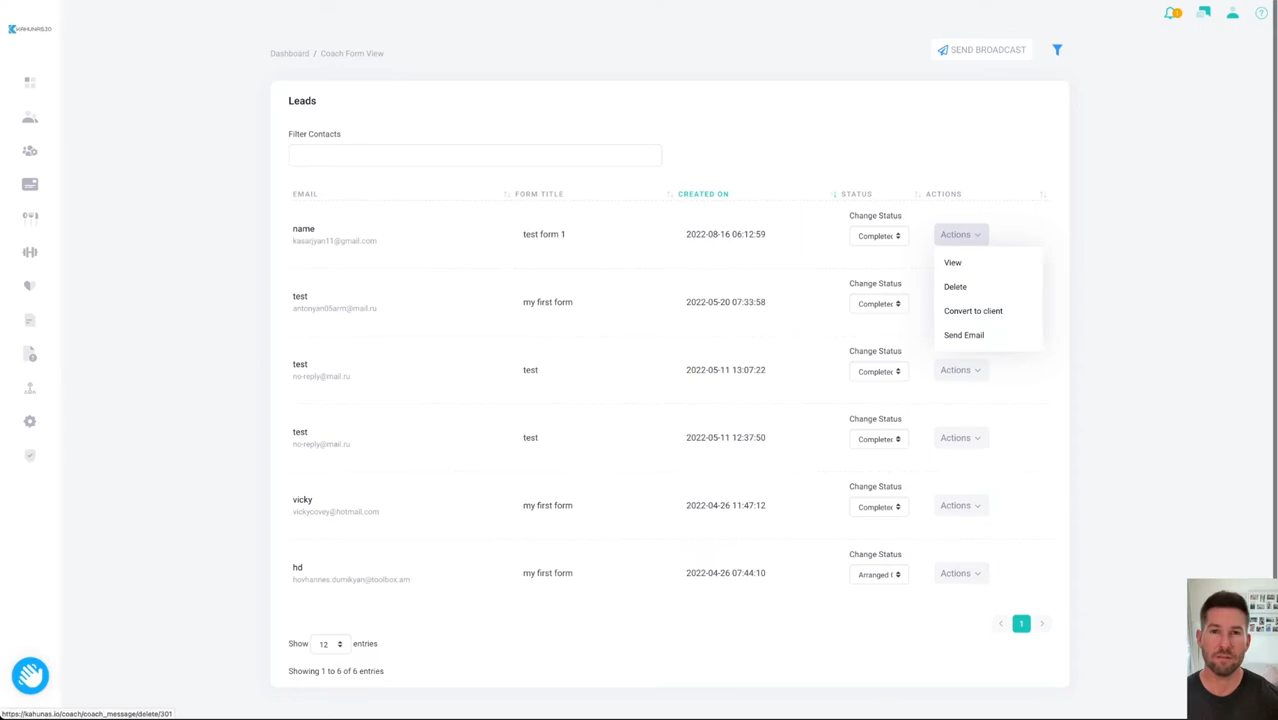 KAHUNAS.IO
1
?
Dashboard / Coach Form View
SEND BROADCAST
Leads
Filter Contacts
EMAIL FORM TITLE CREATED ON STATUS ACTIONS
name
kasarjyan11@gmail.com
test form 1
2022-08-16 06:12:59
Change Status
Completed
Actions
View
Delete
Convert to client
Send Email
test
antonyan05arm@mail.ru
my first form
2022-05-20 07:33:58
Change Status
Completed
test
no-reply@mail.ru
test
2022-05-11 13:07:22
Change Status
Completed
Actions
test
no-reply@mail.ru
test
2022-05-11 12:37:50
Change Status
Completed
Actions
vicky
vickycovey@hotmail.com
my first form
2022-04-26 11:47:12
Change Status
Completed
Actions
hd
hovhannes.dumikyan@toolbox.am
my first form
2022-04-26 07:44:10
Change Status
Arranged
Actions
1
Show 12 entries
Showing 1 to 6 of 6 entries
https://kahunas.io/coach/coach_message/delete/301